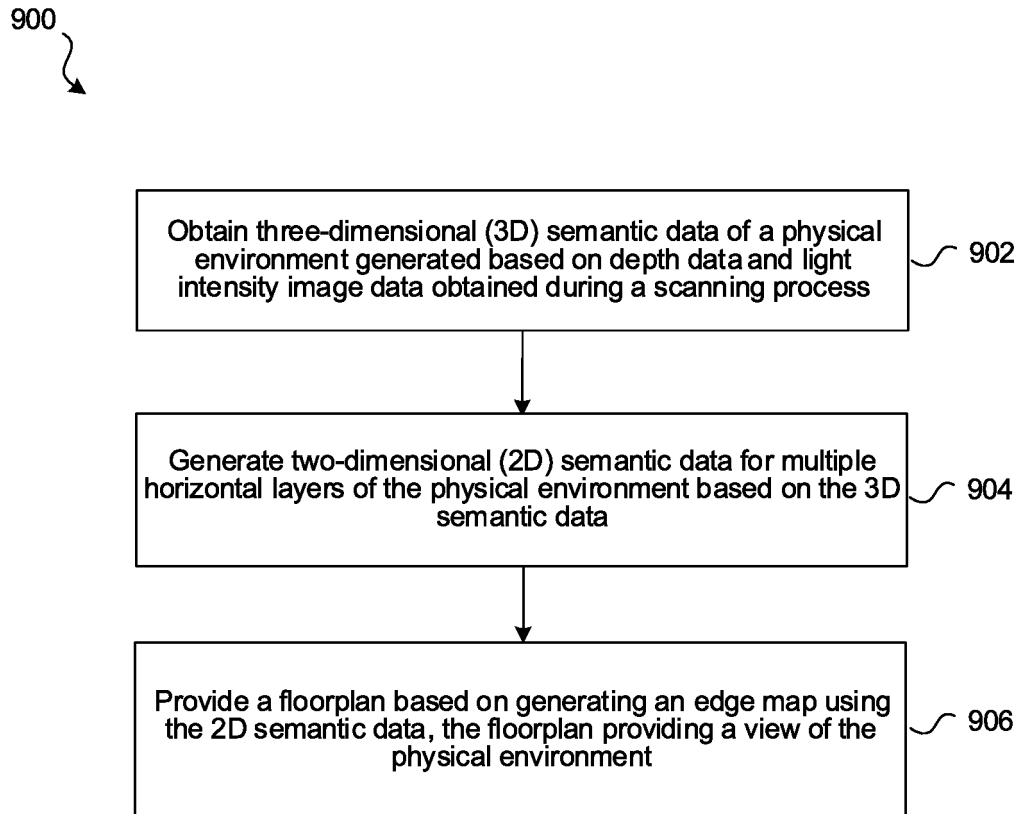 900
Obtain three-dimensional (3D) semantic data of a physical
environment generated based on depth data and light
intensity image data obtained during a scanning process
902
Generate two-dimensional (2D) semantic data for multiple
horizontal layers of the physical environment based on the 3D
semantic data
904
Provide a floorplan based on generating an edge map using
the 2D semantic data, the floorplan providing a view of the
physical environment
906